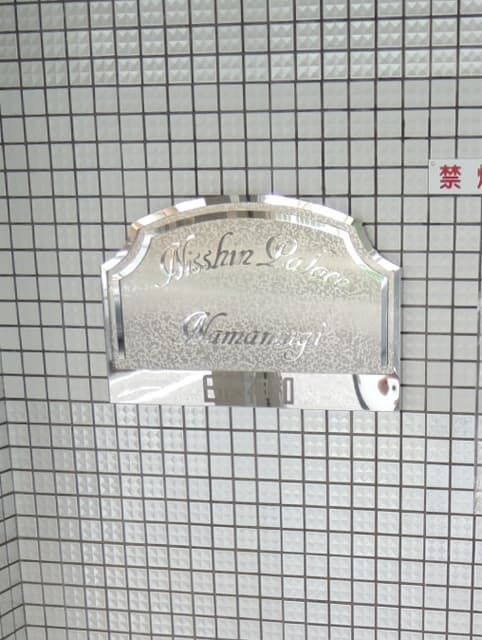 Nisshin Palace
Namamugi
禁